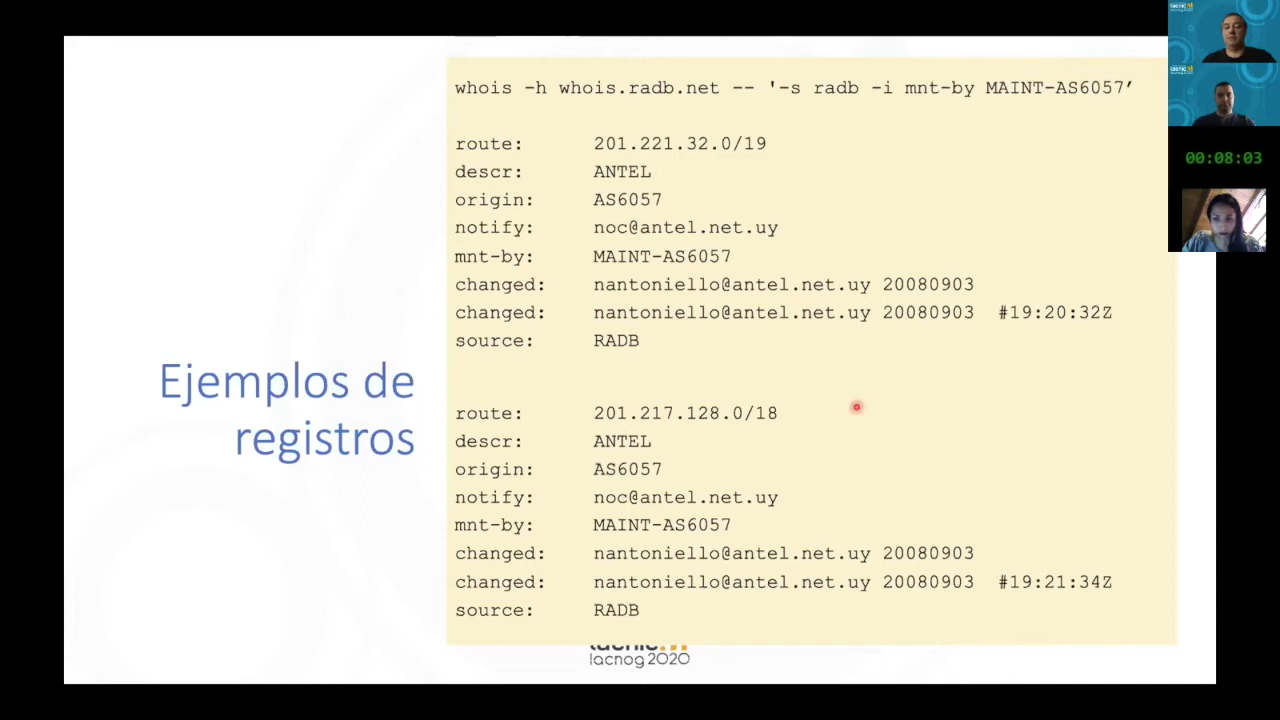 whois -h whois.radb.net -- '-s radb -i mnt-by MAINT-AS6057’
route: 201.221.32.0/19
descr: ANTEL
origin: AS6057
notify: noc@antel.net.uy
mnt-by: MAINT-AS6057
changed: nantoniello@antel.net.uy 20080903
changed: nantoniello@antel.net.uy 20080903 #19:20:32Z
source: RADB
route: 201.217.128.0/18
descr: ANTEL
origin: AS6057
notify: noc@antel.net.uy
mnt-by: MAINT-AS6057
changed: nantoniello@antel.net.uy 20080903
changed: nantoniello@antel.net.uy 20080903 #19:21:34Z
source: RADB
Ejemplos de
registros
lacnog 2020
00:08:03